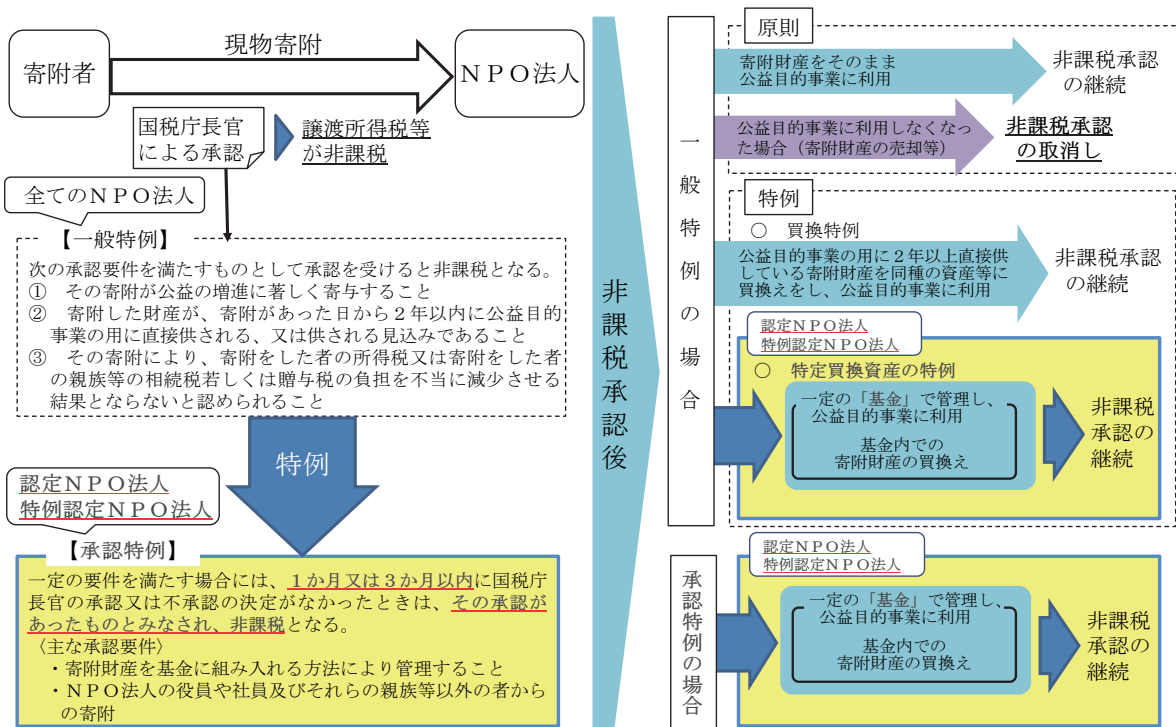 寄附者
現物寄附
ＮＰＯ法人
国税庁長官
による承認
譲渡所得税等
が非課税
全てのＮＰＯ法人
【一般特例】
次の承認要件を満たすものとして承認を受けると非課税となる。
①　その寄附が公益の増進に著しく寄与すること
②　寄附した財産が、寄附があった日から２年以内に公益目的
事業の用に直接供される、又は供される見込みであること
③　その寄附により、寄附をした者の所得税又は寄附をした者
の親族等の相続税若しくは贈与税の負担を不当に減少させる
結果とならないと認められること
特例
認定ＮＰＯ法人
特例認定ＮＰＯ法人
【承認特例】
一定の要件を満たす場合には、１か月又は３か月以内に国税庁
長官の承認又は不承認の決定がなかったときは、その承認が
あったものとみなされ、非課税となる。
〈主な承認要件〉
・寄附財産を基金に組み入れる方法により管理すること
・ＮＰＯ法人の役員や社員及びそれらの親族等以外の者から
の寄附
非課税承認後
一般特例の場合
原則
寄附財産をそのまま
公益目的事業に利用
非課税承認
の継続
公益目的事業に利用しなくなっ
た場合（寄附財産の売却等）
非課税承認
の取消し
特例
○　買換特例
公益目的事業の用に２年以上直接供
している寄附財産を同種の資産等に
買換えをし、公益目的事業に利用
非課税承認
の継続
認定ＮＰＯ法人
特例認定ＮＰＯ法人
○　特定買換資産の特例
一定の「基金」で管理し、
公益目的事業に利用
基金内での
寄附財産の買換え
非課税
承認の
継続
承認特例の場合
認定ＮＰＯ法人
特例認定ＮＰＯ法人
一定の「基金」で管理し、
公益目的事業に利用
基金内での
寄附財産の買換え
非課税
承認の
継続